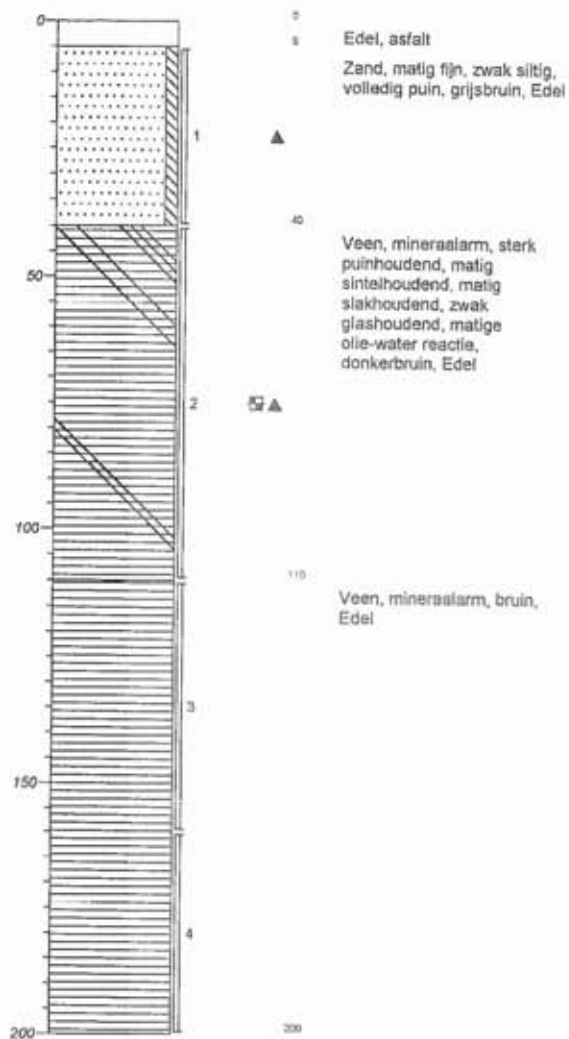 0
0
5
Edel, asfalt
Zand, matig fijn, zwak siltig,
volledig puin, grijsbruin, Edel
1
40
Veen, mineraalarm, sterk
puinhoudend, matig
sintelhoudend, matig
slakhoudend, zwak
glashoudend, matige
olie-water reactie,
donkerbruin, Edel
50
2
100
110
Veen, mineraalarm, bruin,
Edel
3
150
4
200
200